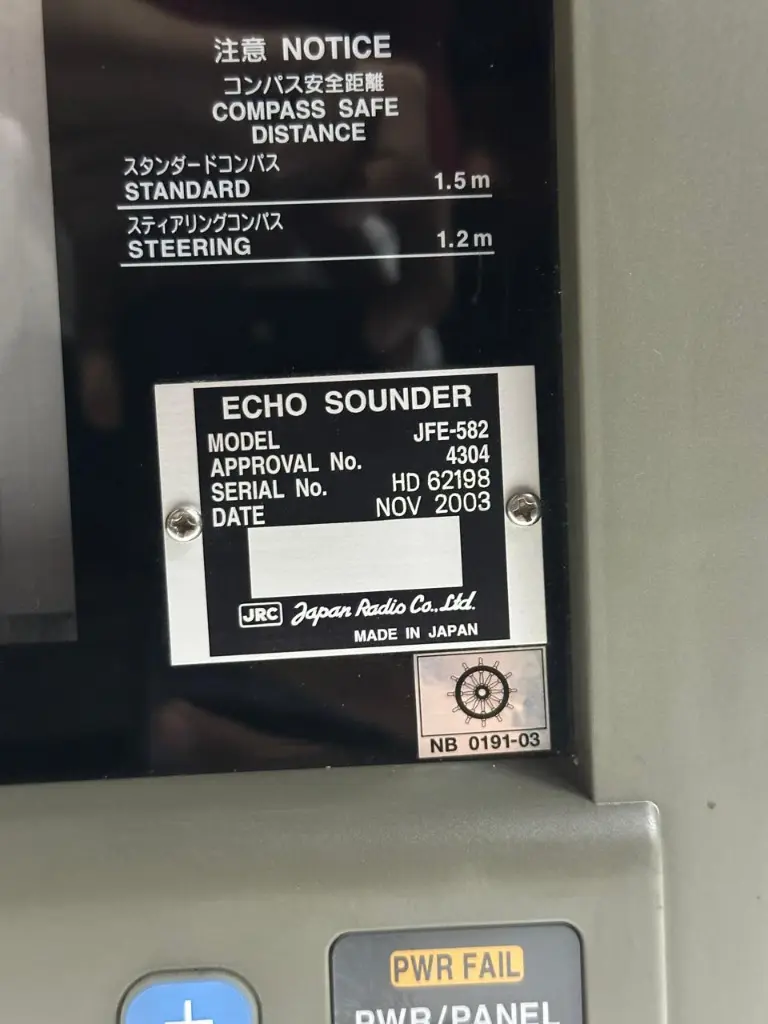 注意 NOTICE
コンパス安全距離
COMPASS SAFE
DISTANCE
スタンダードコンパス
STANDARD 1.5 m
スティアリングコンパス
STEERING 1.2 m
ECHO SOUNDER
MODEL JFE-582
APPROVAL No. 4304
SERIAL No. HD 62198
DATE NOV 2003
JRC Japan Radio Co., Ltd.
MADE IN JAPAN
NB 0191-03
PWR FAIL
+
PWR/PANEL